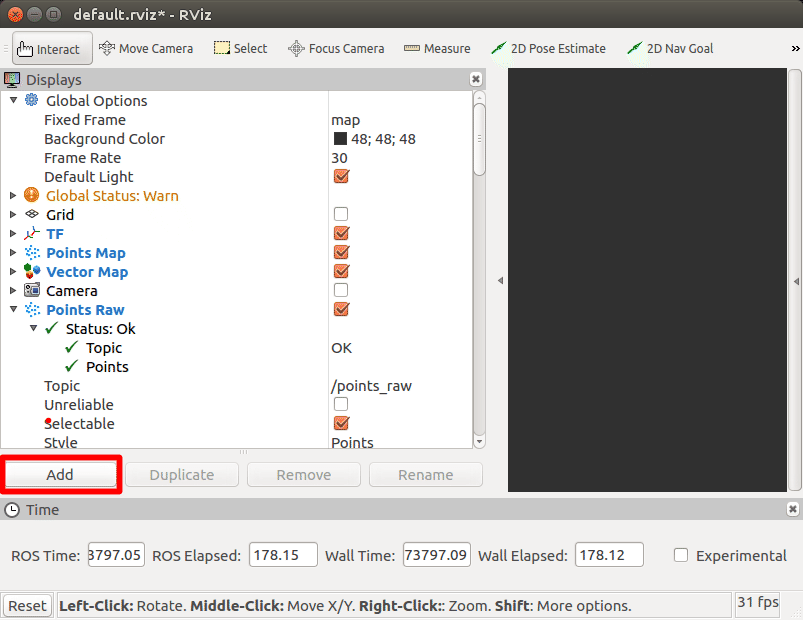 default.rviz* - RViz
Interact Move Camera Select Focus Camera Measure 2D Pose Estimate 2D Nav Goal »
Displays
Global Options
Fixed Frame map
Background Color 48; 48; 48
Frame Rate 30
Default Light
Global Status: Warn
Grid
TF
Points Map
Vector Map
Camera
Points Raw
Status: Ok
Topic OK
Points
Topic /points_raw
Unreliable
Selectable
Style Points
Add Duplicate Remove Rename
Time
ROS Time: 3797.05 ROS Elapsed: 178.15 Wall Time: 73797.09 Wall Elapsed: 178.12 Experimental
Reset Left-Click: Rotate. Middle-Click: Move X/Y. Right-Click:: Zoom. Shift: More options. 31 fps